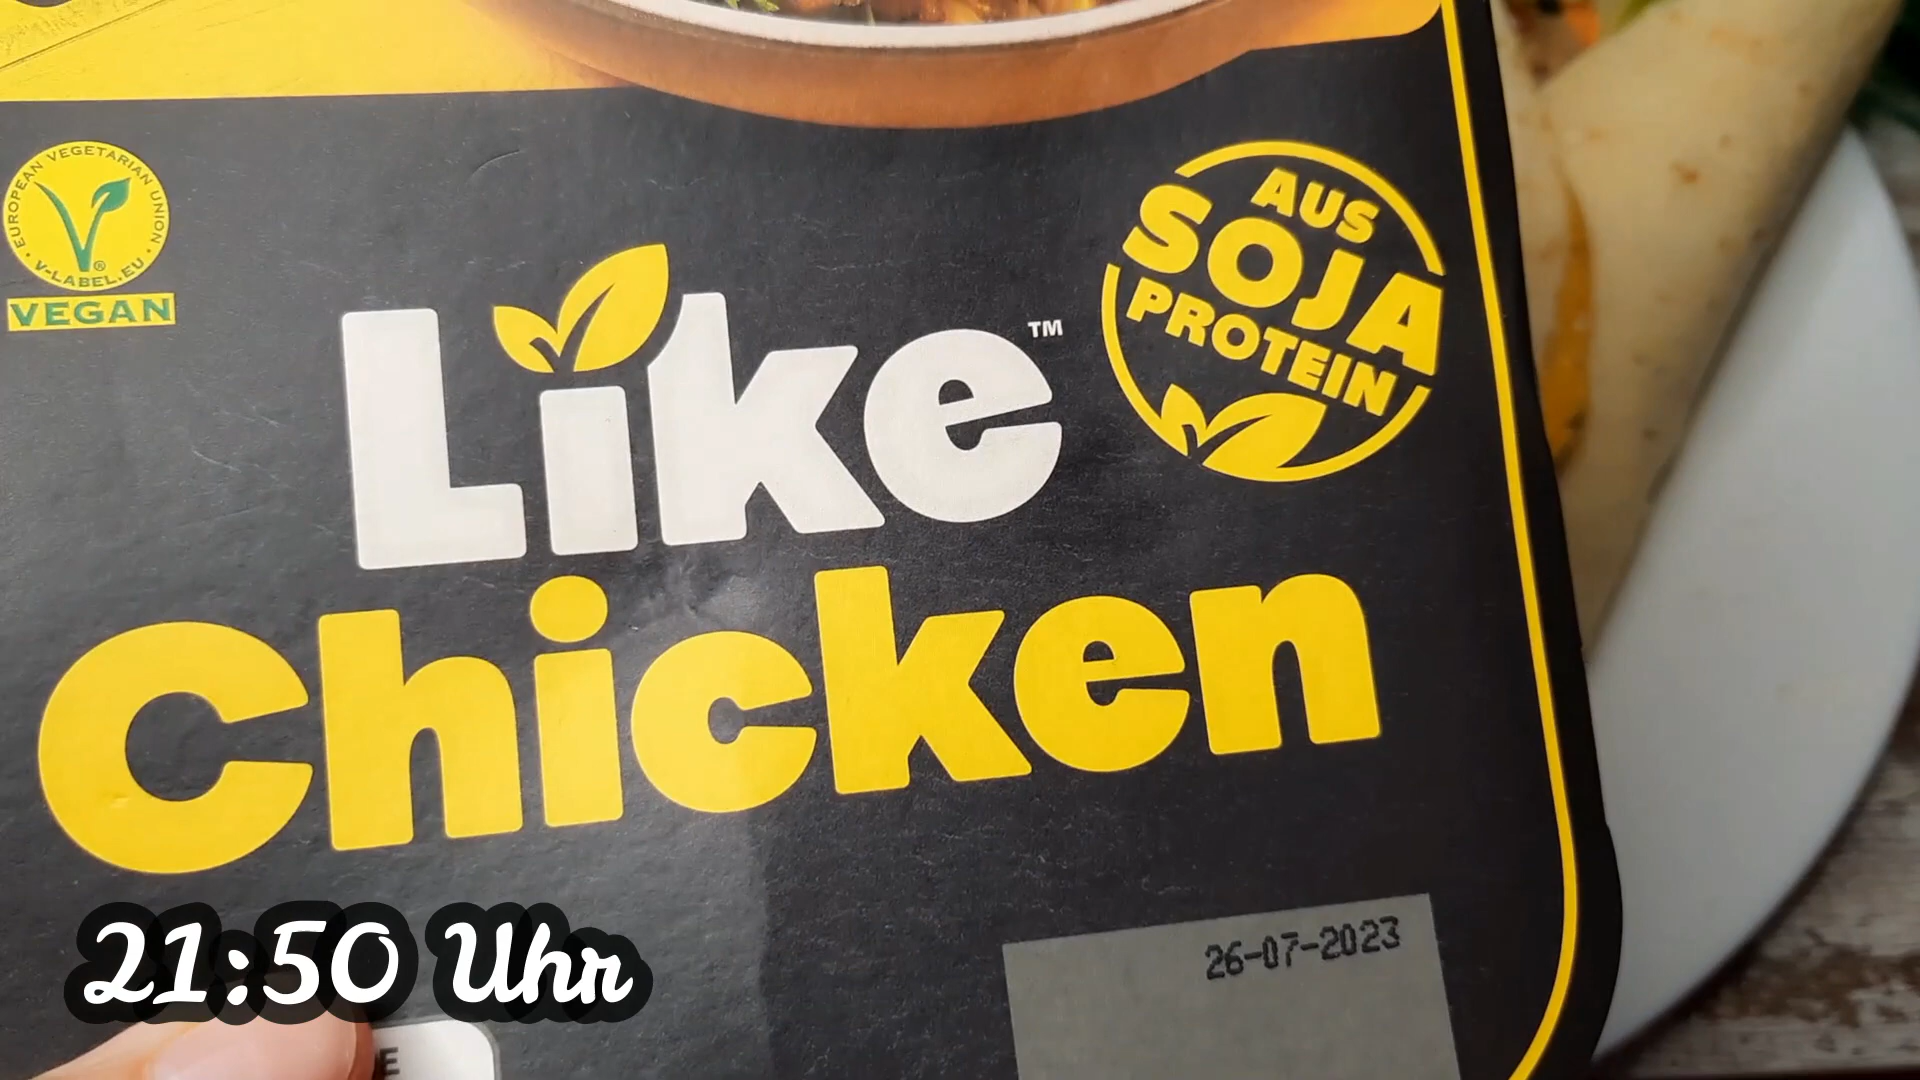 EUROPEAN VEGETARIAN UNION
V-LABEL.EU
®
VEGAN
Like™
Chicken
AUS
SOJA
PROTEIN
26-07-2023
21:50 Uhr